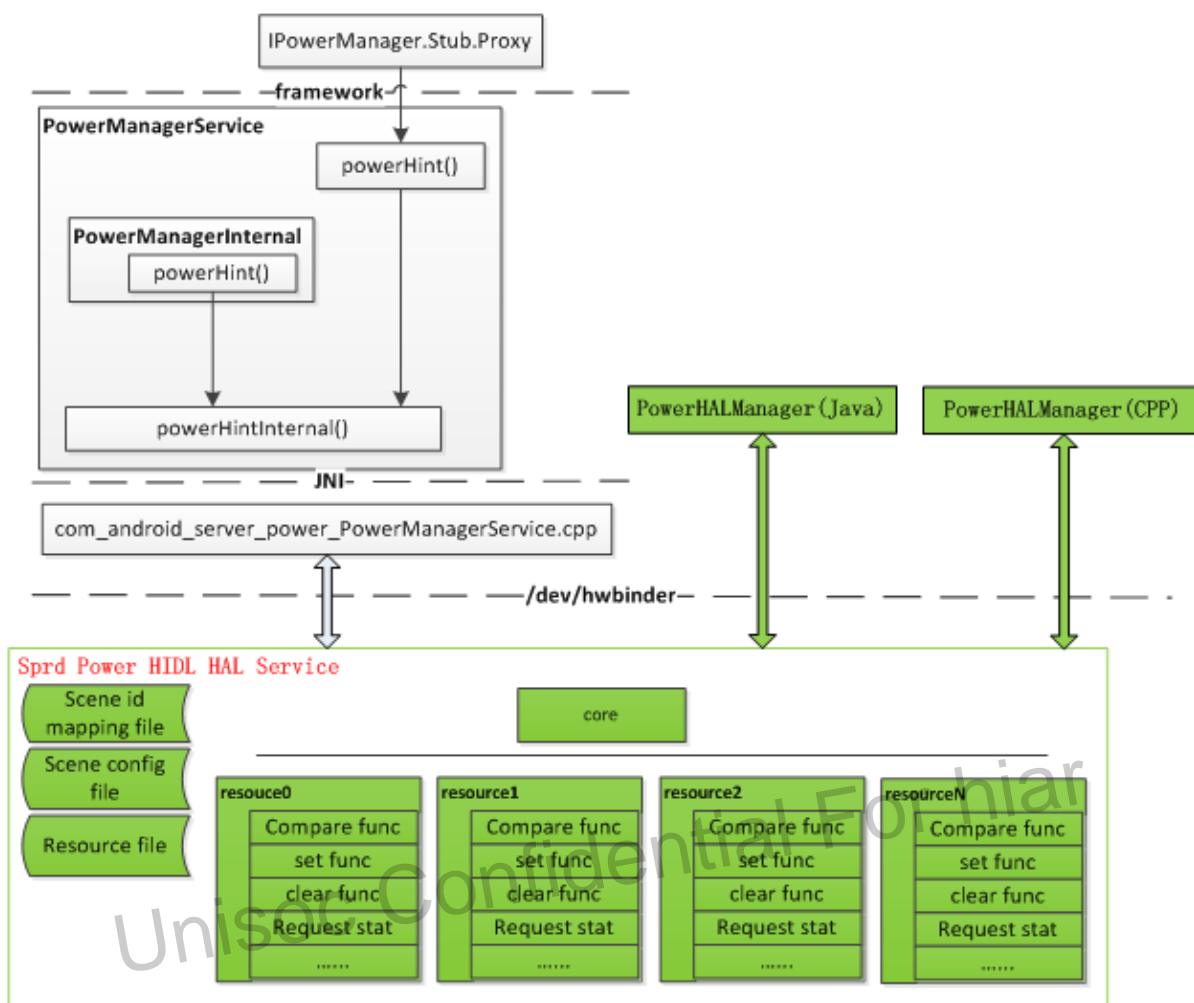 IPowerManager.Stub.Proxy
framework
PowerManagerService
powerHint()
PowerManagerInternal
powerHint()
powerHintInternal()
PowerHALManager(Java)
PowerHALManager(CPP)
JNI
com_android_server_power_PowerManagerService.cpp
/dev/hwbinder
Sprd Power HIDL HAL Service
Scene id
mapping file
Scene config
file
Resource file
core
resouce0
Compare func
set func
clear func
Request stat
......
resource1
Compare func
set func
clear func
Request stat
......
resource2
Compare func
set func
clear func
Request stat
......
resourceN
Compare func
set func
clear func
Request stat
......
Unisoc Confidential For hiar